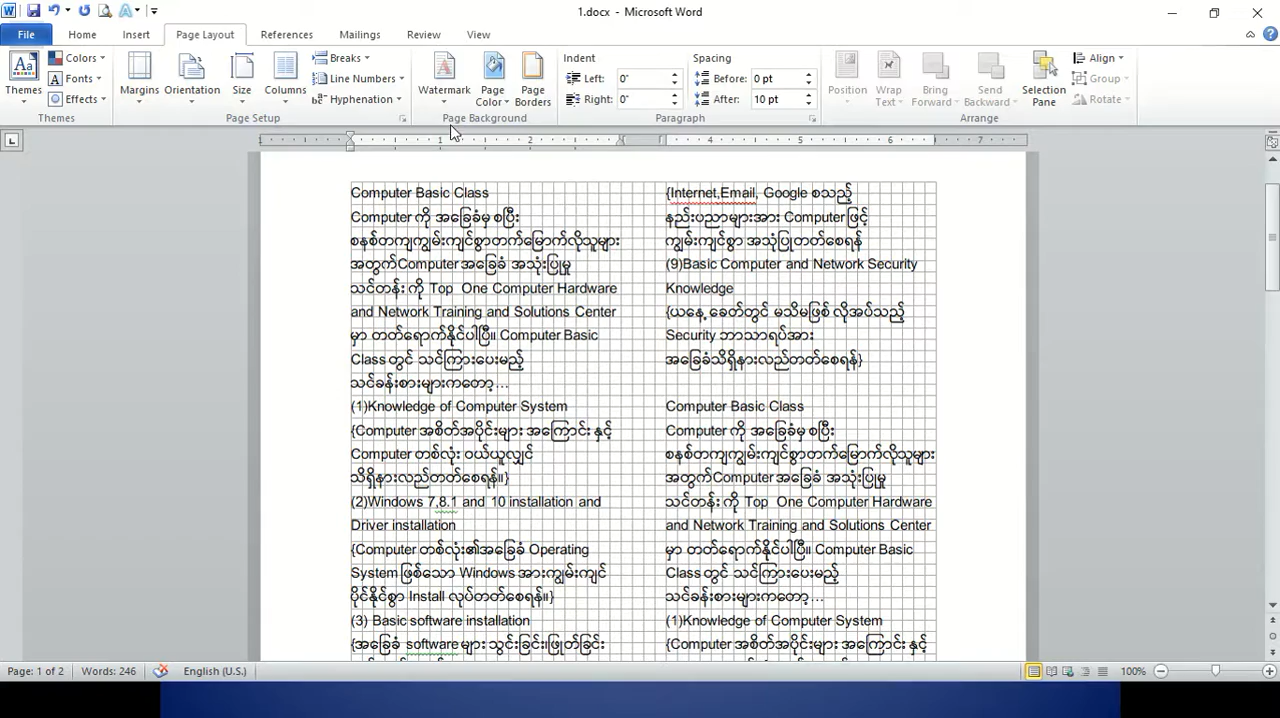 1.docx - Microsoft Word
File Home Insert Page Layout References Mailings Review View
Themes
Colors
Fonts
Effects
Themes
Margins
Orientation
Size
Columns
Breaks
Line Numbers
Hyphenation
Page Setup
Watermark
Page Color
Page Borders
Page Background
Indent
Left: 0"
Right: 0"
Spacing
Before: 0 pt
After: 10 pt
Paragraph
Position
Wrap Text
Bring Forward
Send Backward
Selection Pane
Align
Group
Rotate
Arrange
1 1 2 4 5 6 7
Computer Basic Class
Computer ကို အခြေခံမှ စပြီး
စနစ်တကျကျွမ်းကျင်စွာတက်မြောက်လိုသူများ
အတွက်Computer အခြေခံ အသုံးပြုမှု
သင်တန်း ကို Top One Computer Hardware
and Network Training and Solutions Center
မှာ တတ်ရောက်နိုင်ပါပြီ။ Computer Basic
Class တွင် သင်ကြားပေးမည့်
သင်ခန်းစားများကတော့…
(1)Knowledge of Computer System
{Computer အစိတ်အပိုင်းများ အကြောင်း နှင့်
Computer တစ်လုံး ဝယ်ယူလျှင်
သိရှိနားလည်တတ်စေရန်။}
(2)Windows 7,8.1 and 10 installation and
Driver installation
{Computer တစ်လုံး၏အခြေခံ Operating
System ဖြစ်သော Windows အားကျွမ်းကျင်
ပိုင်နိုင်စွာ Install လုပ်တတ်စေရန်။}
(3) Basic software installation
{အခြေခံ software များ သွင်းခြင်း၊ဖြုတ်ခြင်း
{Internet,Email, Google စသည့်
နည်းပညာများအား Computer ဖြင့်
ကျွမ်းကျင်စွာ အသုံပြုတတ်စေရန်
(9)Basic Computer and Network Security
Knowledge
{ယနေ့ ခေတ်တွင် မသိမဖြစ် လိုအပ်သည့်
Security ဘာသာရပ်အား
အခြေခံသိရှိနားလည်တတ်စေရန်}
Computer Basic Class
Computer ကို အခြေခံမှ စပြီး
စနစ်တကျကျွမ်းကျင်စွာတက်မြောက်လိုသူများ
အတွက်Computer အခြေခံ အသုံးပြုမှု
သင်တန်း ကို Top One Computer Hardware
and Network Training and Solutions Center
မှာ တတ်ရောက်နိုင်ပါပြီ။ Computer Basic
Class တွင် သင်ကြားပေးမည့်
သင်ခန်းစားများကတော့…
(1)Knowledge of Computer System
{Computer အစိတ်အပိုင်းများ အကြောင်း နှင့်
Page: 1 of 2 Words: 246 English (U.S.) 100%